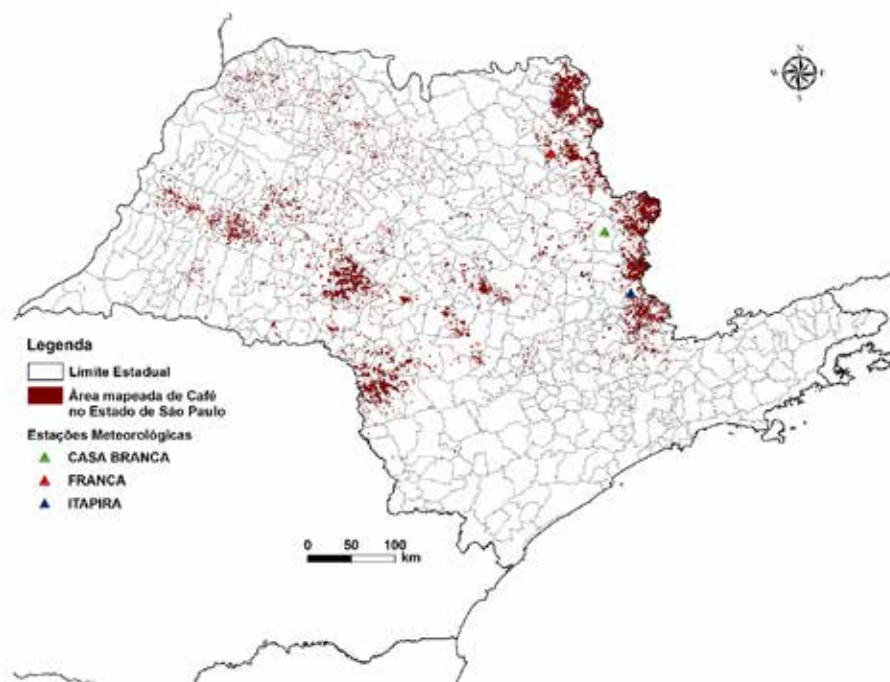 N
W
E
S
Legenda
Limite Estadual
Área mapeada de Café
no Estado de São Paulo
Estações Meteorológicas
CASA BRANCA
FRANCA
ITAPIRA
0 50 100
km